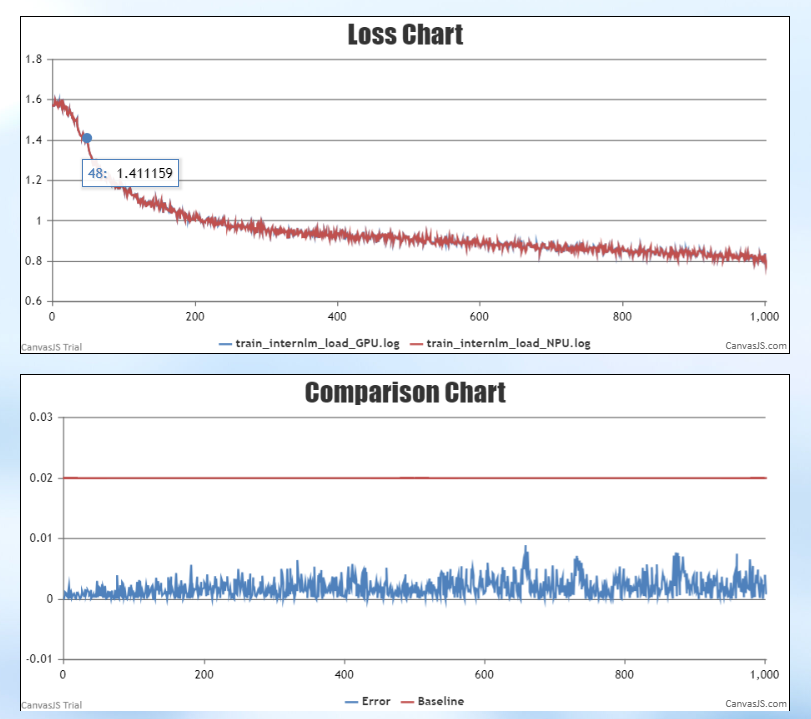 Loss Chart
1.8
1.6
1.4
48: 1.411159
1.2
1
0.8
0.6
0 200 400 600 800 1,000
train_internlm_load_GPU.log train_internlm_load_NPU.log
CanvasJS Trial CanvasJS.com
Comparison Chart
0.03
0.02
0.01
0
-0.01
0 200 400 600 800 1,000
Error Baseline
CanvasJS Trial CanvasJS.com